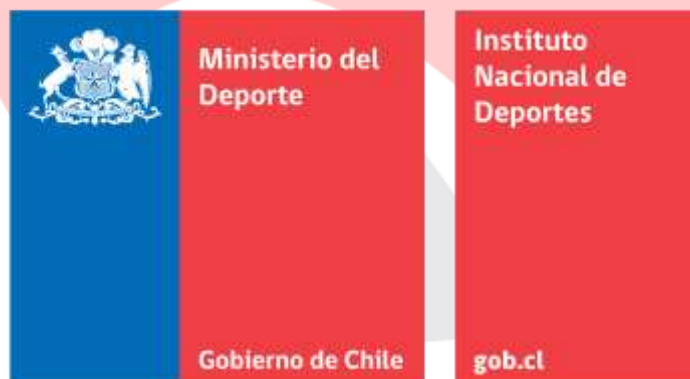 Ministerio del
Deporte
Gobierno de Chile
Instituto
Nacional de
Deportes
gob.cl